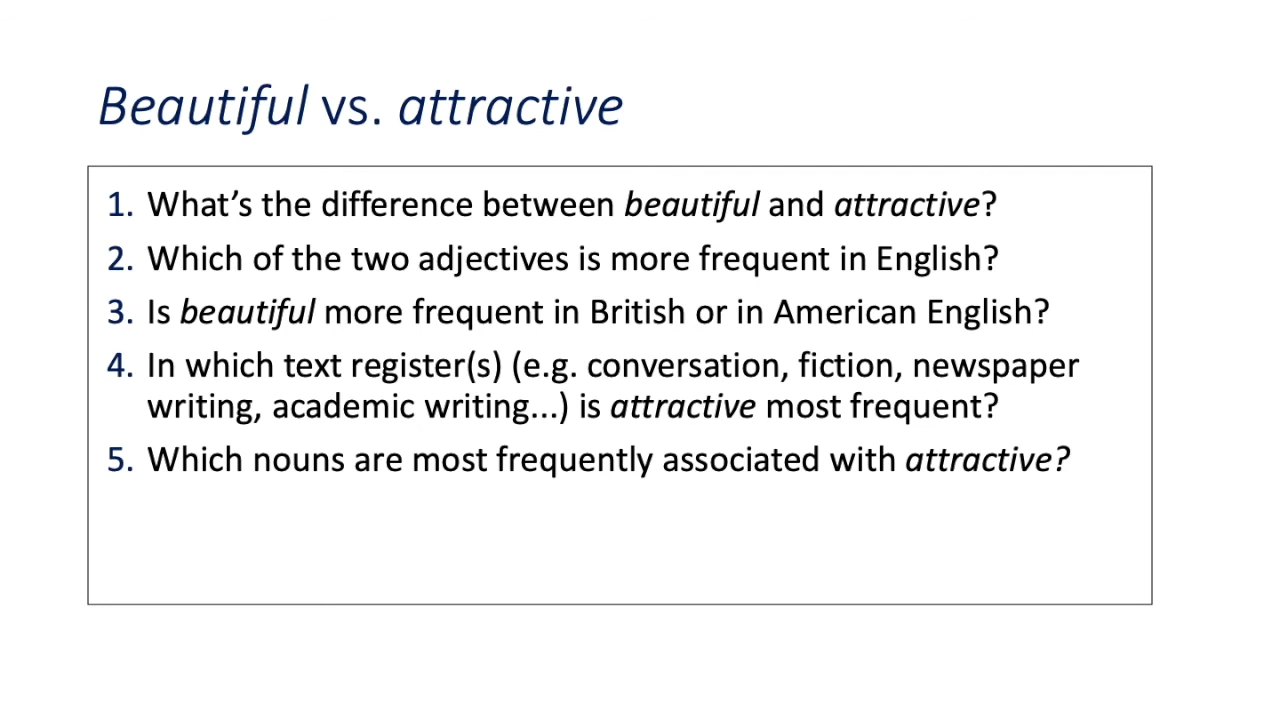 Beautiful vs. attractive
1. What's the difference between beautiful and attractive?
2. Which of the two adjectives is more frequent in English?
3. Is beautiful more frequent in British or in American English?
4. In which text register(s) (e.g. conversation, fiction, newspaper
writing, academic writing...) is attractive most frequent?
5. Which nouns are most frequently associated with attractive?